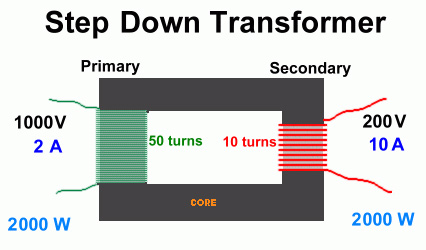 Step Down Transformer
Primary
Secondary
1000V
2 A
50 turns
10 turns
200V
10 A
CORE
2000 W
2000 W